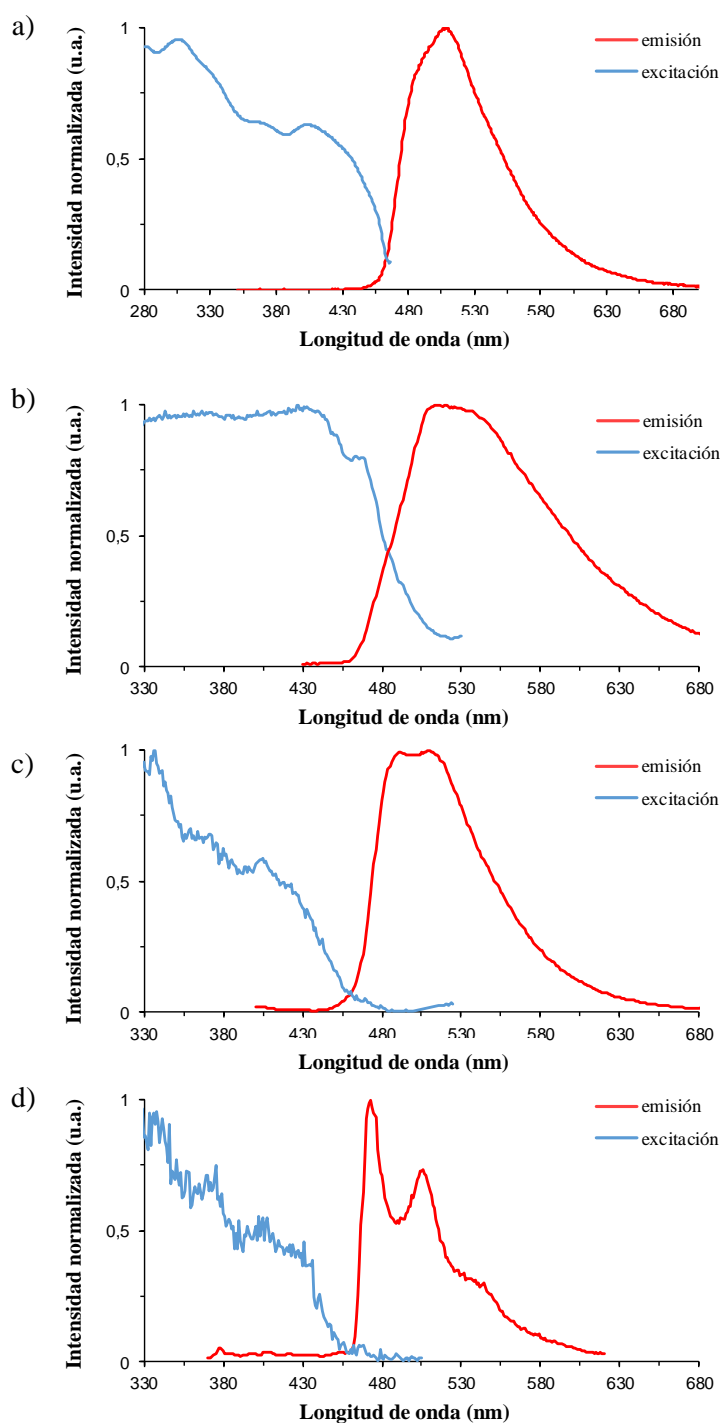 a)
Intensidad normalizada (u.a.)
1
0,5
0
emisión
excitación
280 330 380 430 480 530 580 630 680
Longitud de onda (nm)
b)
Intensidad normalizada (u.a.)
1
0,5
0
emisión
excitación
330 380 430 480 530 580 630 680
Longitud de onda (nm)
c)
Intensidad normalizada (u.a.)
1
0,5
0
emisión
excitación
330 380 430 480 530 580 630 680
Longitud de onda (nm)
d)
Intensidad normalizada (u.a.)
1
0,5
0
emisión
excitación
330 380 430 480 530 580 630 680
Longitud de onda (nm)